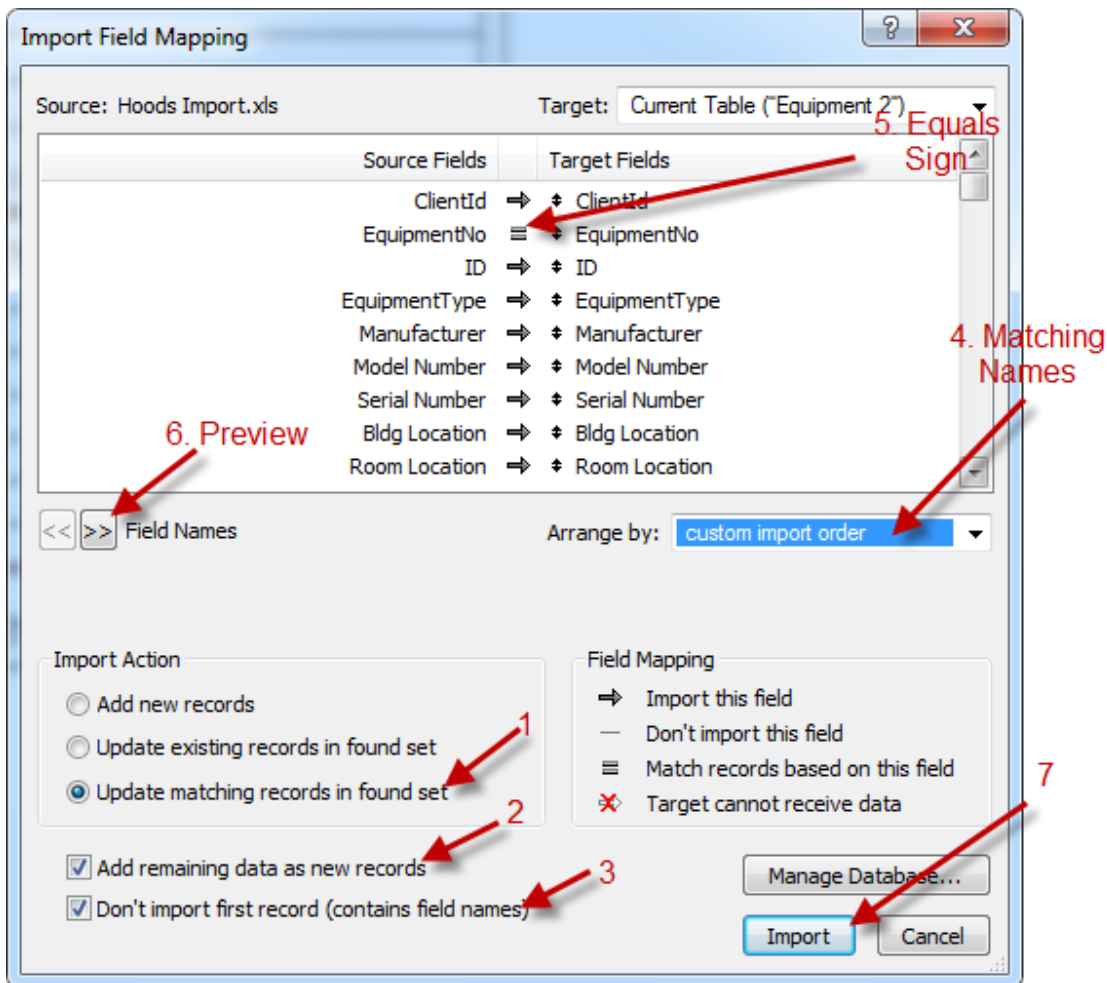 Import Field Mapping
Source: Hoods Import.xls
Target: Current Table ("Equipment 2")
5. Equals
Sign
Source Fields Target Fields
ClientId ClientId
EquipmentNo = EquipmentNo
ID ID
EquipmentType EquipmentType
Manufacturer Manufacturer
4. Matching
Names
Model Number Model Number
Serial Number Serial Number
6. Preview
Bldg Location Bldg Location
Room Location Room Location
<< >> Field Names
Arrange by: custom import order
Import Action
Add new records
Update existing records in found set
1
Update matching records in found set
Field Mapping
Import this field
Don't import this field
Match records based on this field
Target cannot receive data
7
2
Add remaining data as new records
3
Don't import first record (contains field names)
Manage Database...
Import Cancel